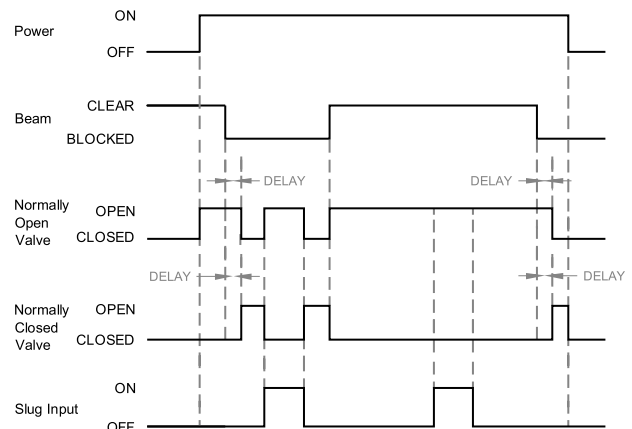 Power
ON
OFF
Beam
CLEAR
BLOCKED
DELAY
DELAY
Normally
Open
Valve
OPEN
CLOSED
DELAY
DELAY
Normally
Closed
Valve
OPEN
CLOSED
Slug Input
ON
OFF